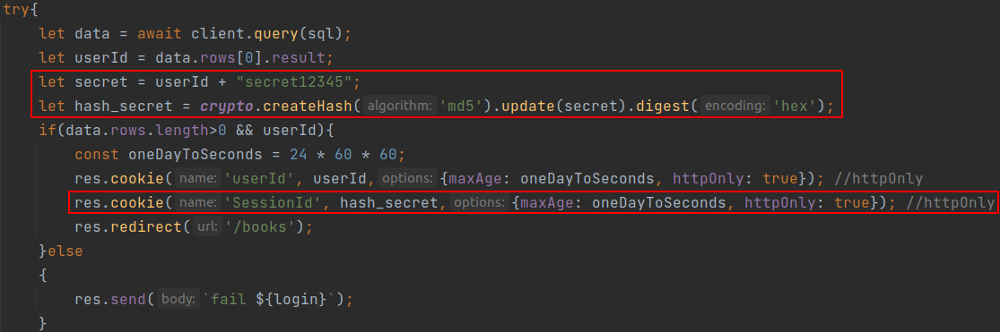 try{
let data = await client.query(sql);
let userId = data.rows[0].result;
let secret = userId + "secret12345";
let hash_secret = crypto.createHash( algorithm: 'md5').update(secret).digest( encoding: 'hex');
if(data.rows.length>0 && userId){
const oneDayToSeconds = 24 * 60 * 60;
res.cookie( name: 'userId', userId, options: {maxAge: oneDayToSeconds, httpOnly: true}); //httpOnly
res.cookie( name: 'SessionId', hash_secret, options: {maxAge: oneDayToSeconds, httpOnly: true}); //httpOnly
res.redirect( url: '/books');
}else
{
res.send( body: `fail ${login}`);
}